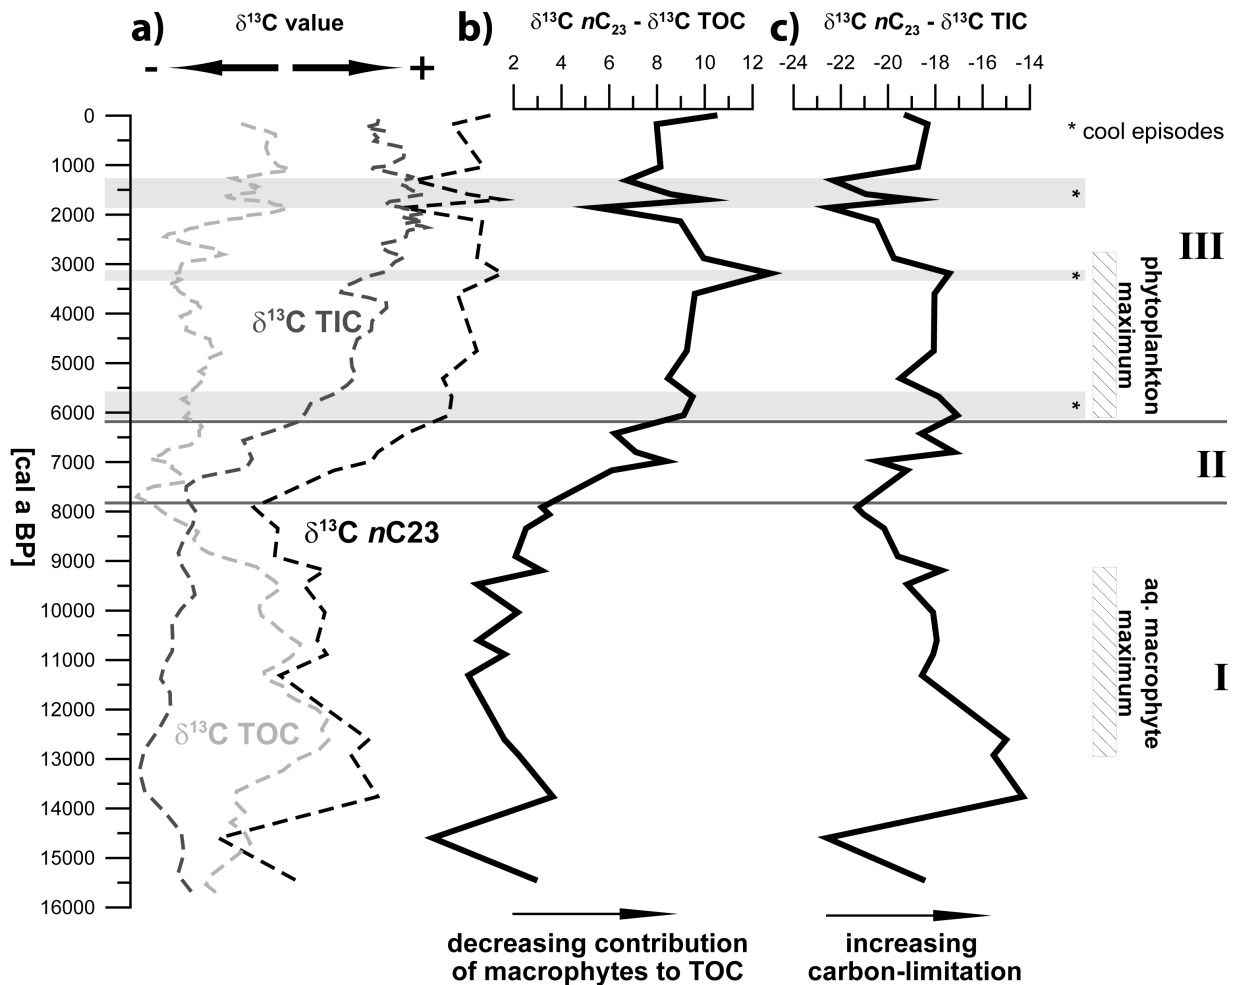 a)
δ¹³C value
- +
b)
δ¹³C nC₂₃ - δ¹³C TOC
2 4 6 8 10 12
c)
δ¹³C nC₂₃ - δ¹³C TIC
-24 -22 -20 -18 -16 -14
* cool episodes
0
1000
2000
3000
4000
5000
6000
7000
8000
9000
10000
11000
12000
13000
14000
15000
16000
[cal a BP]
δ¹³C TIC
δ¹³C nC23
δ¹³C TOC
*
*
*
III
phytoplankton
maximum
II
aq. macrophyte
maximum
I
decreasing contribution
of macrophytes to TOC
increasing
carbon-limitation